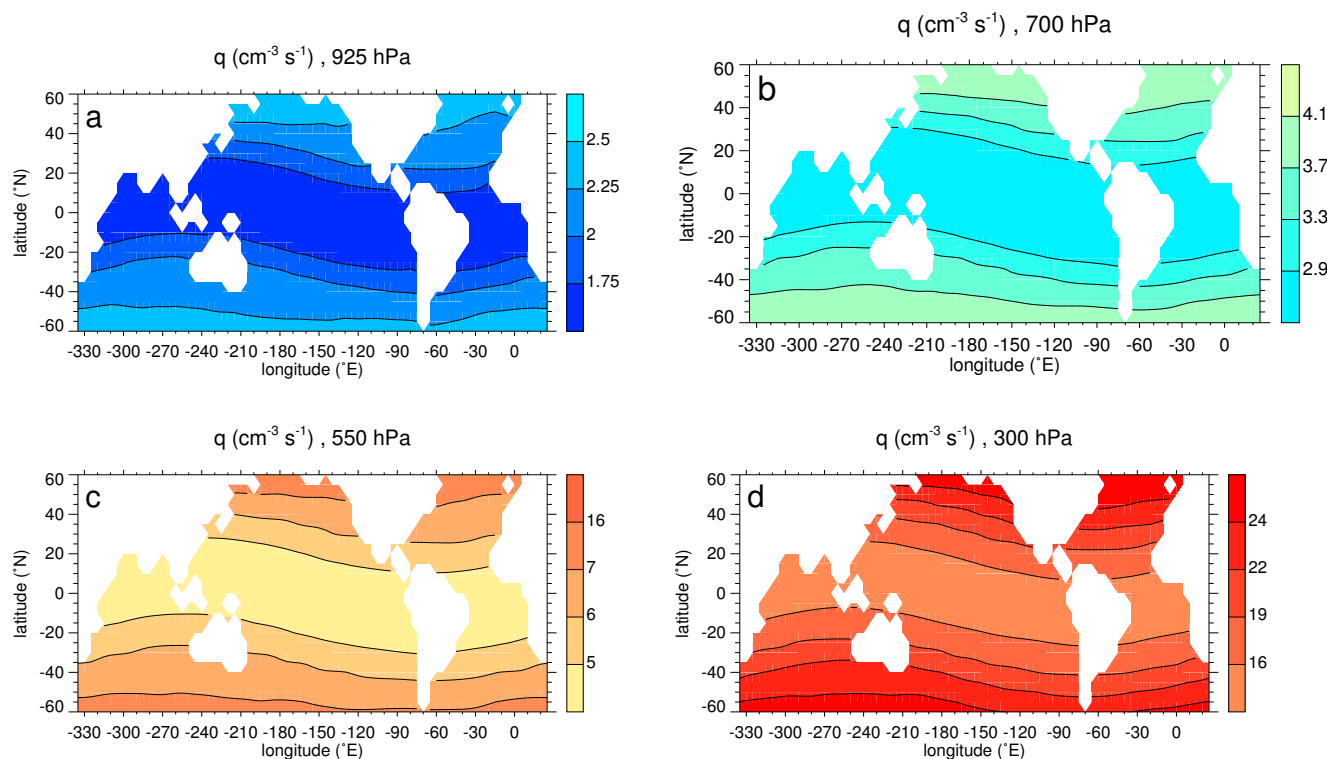 q (cm-3 s-1) , 925 hPa
a
60
40
20
0
-20
-40
-60
latitude (˚N)
-330 -300 -270 -240 -210 -180 -150 -120 -90 -60 -30 0
longitude (˚E)
2.5
2.25
2
1.75
q (cm-3 s-1) , 700 hPa
b
60
40
20
0
-20
-40
-60
latitude (˚N)
-330 -300 -270 -240 -210 -180 -150 -120 -90 -60 -30 0
longitude (˚E)
4.1
3.7
3.3
2.9
q (cm-3 s-1) , 550 hPa
c
60
40
20
0
-20
-40
-60
latitude (˚N)
-330 -300 -270 -240 -210 -180 -150 -120 -90 -60 -30 0
longitude (˚E)
16
7
6
5
q (cm-3 s-1) , 300 hPa
d
60
40
20
0
-20
-40
-60
latitude (˚N)
-330 -300 -270 -240 -210 -180 -150 -120 -90 -60 -30 0
longitude (˚E)
24
22
19
16